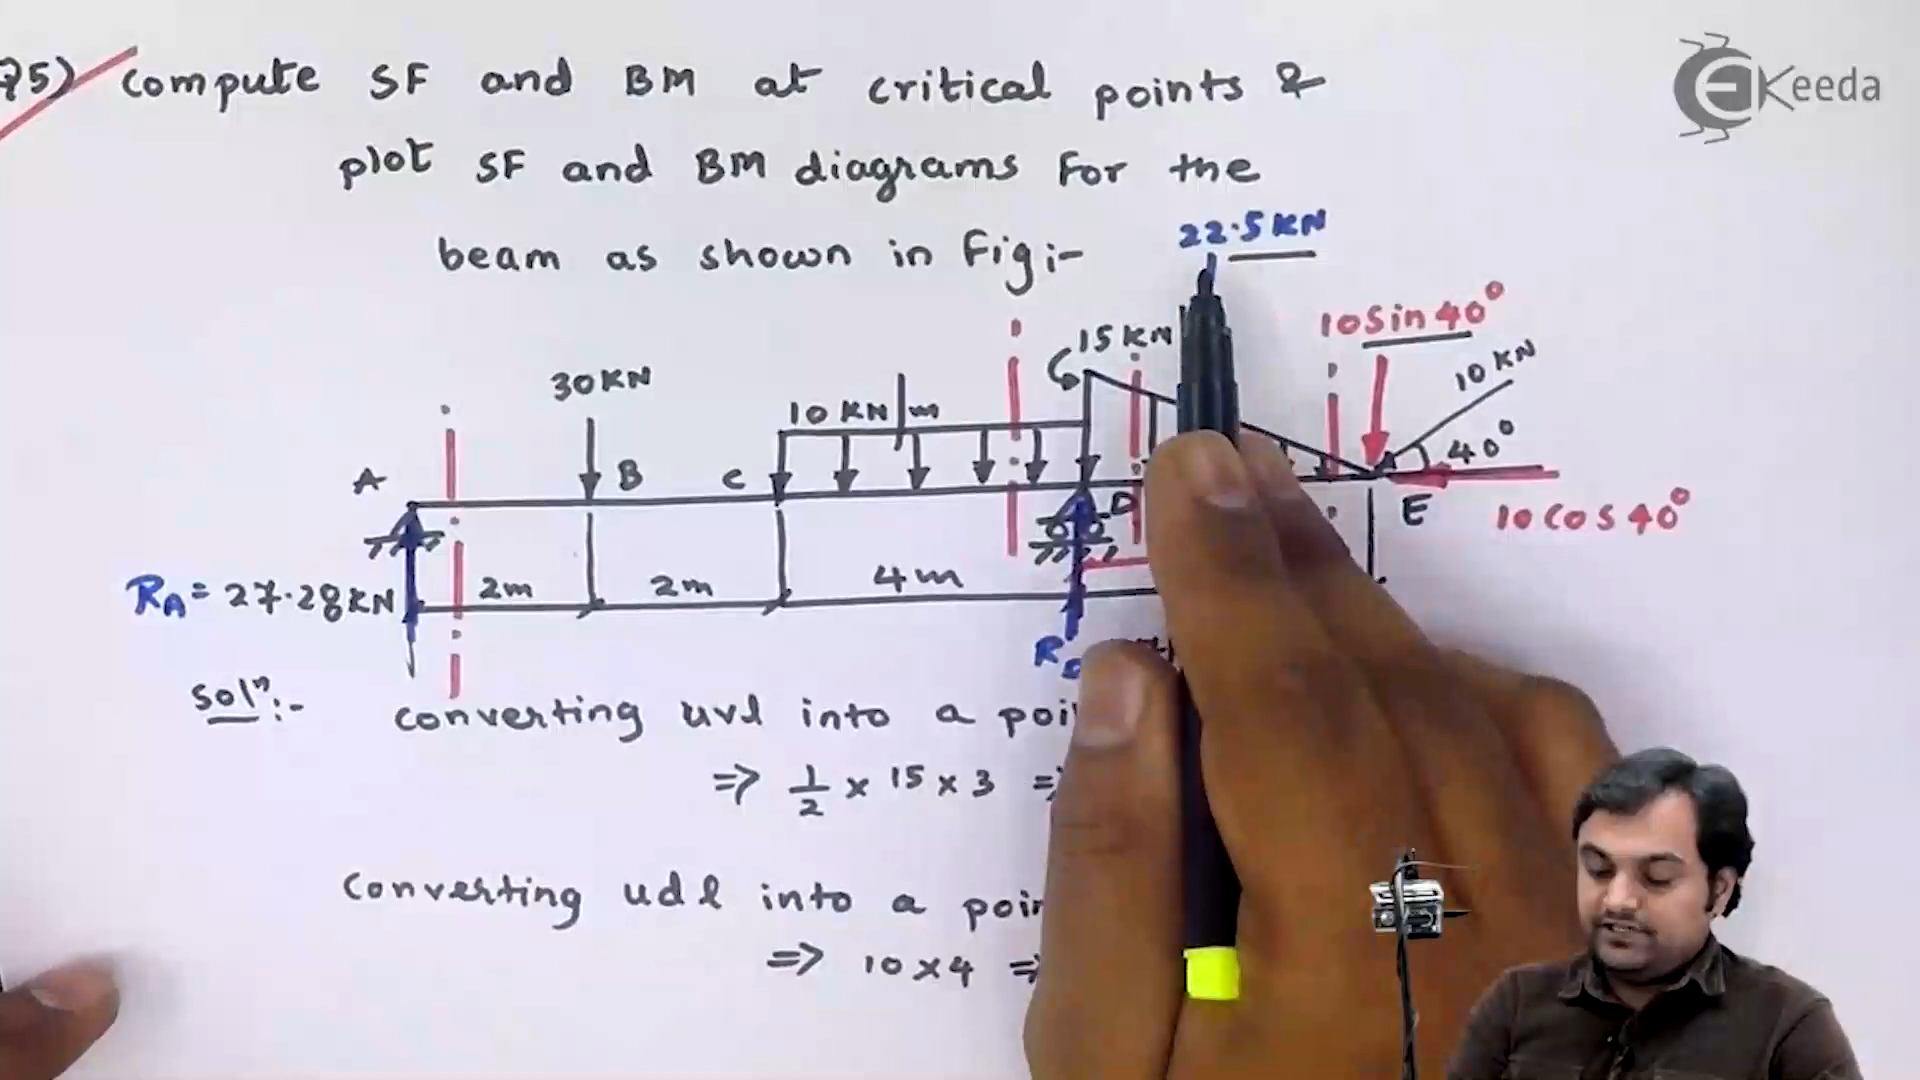 Q5) compute SF and BM at critical points &
plot SF and BM diagrams for the
beam as shown in Fig:-
Keeda
22.5 KN
10 sin 40°
15 KN
10 KN
30 KN
10 KN/m
40°
A
B
C
D
E
10 cos 40°
RA = 27.28 KN
2m
2m
4m
Solⁿ:-
converting uvl into a
=> 1/2 x 15 x 3 =>
converting udl into a
=> 10 x 4 =>